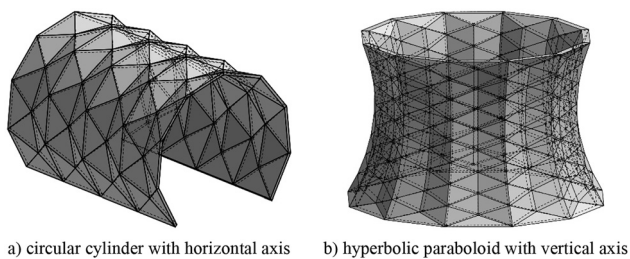 a) circular cylinder with horizontal axis
b) hyperbolic paraboloid with vertical axis